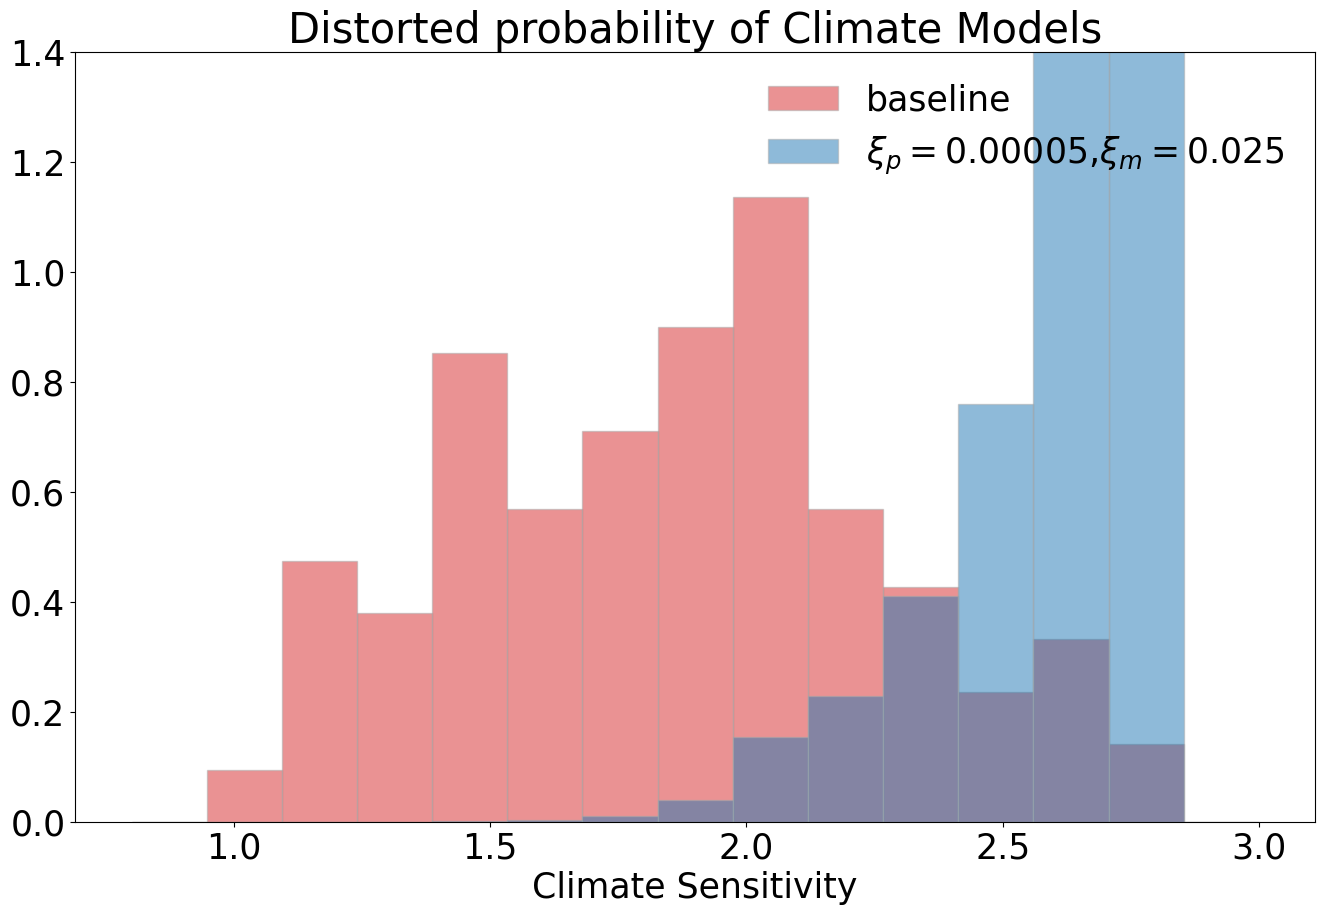 Distorted probability of Climate Models
1.4
1.2
1.0
0.8
0.6
0.4
0.2
0.0
baseline
ξp = 0.00005,ξm = 0.025
1.0 1.5 2.0 2.5 3.0
Climate Sensitivity